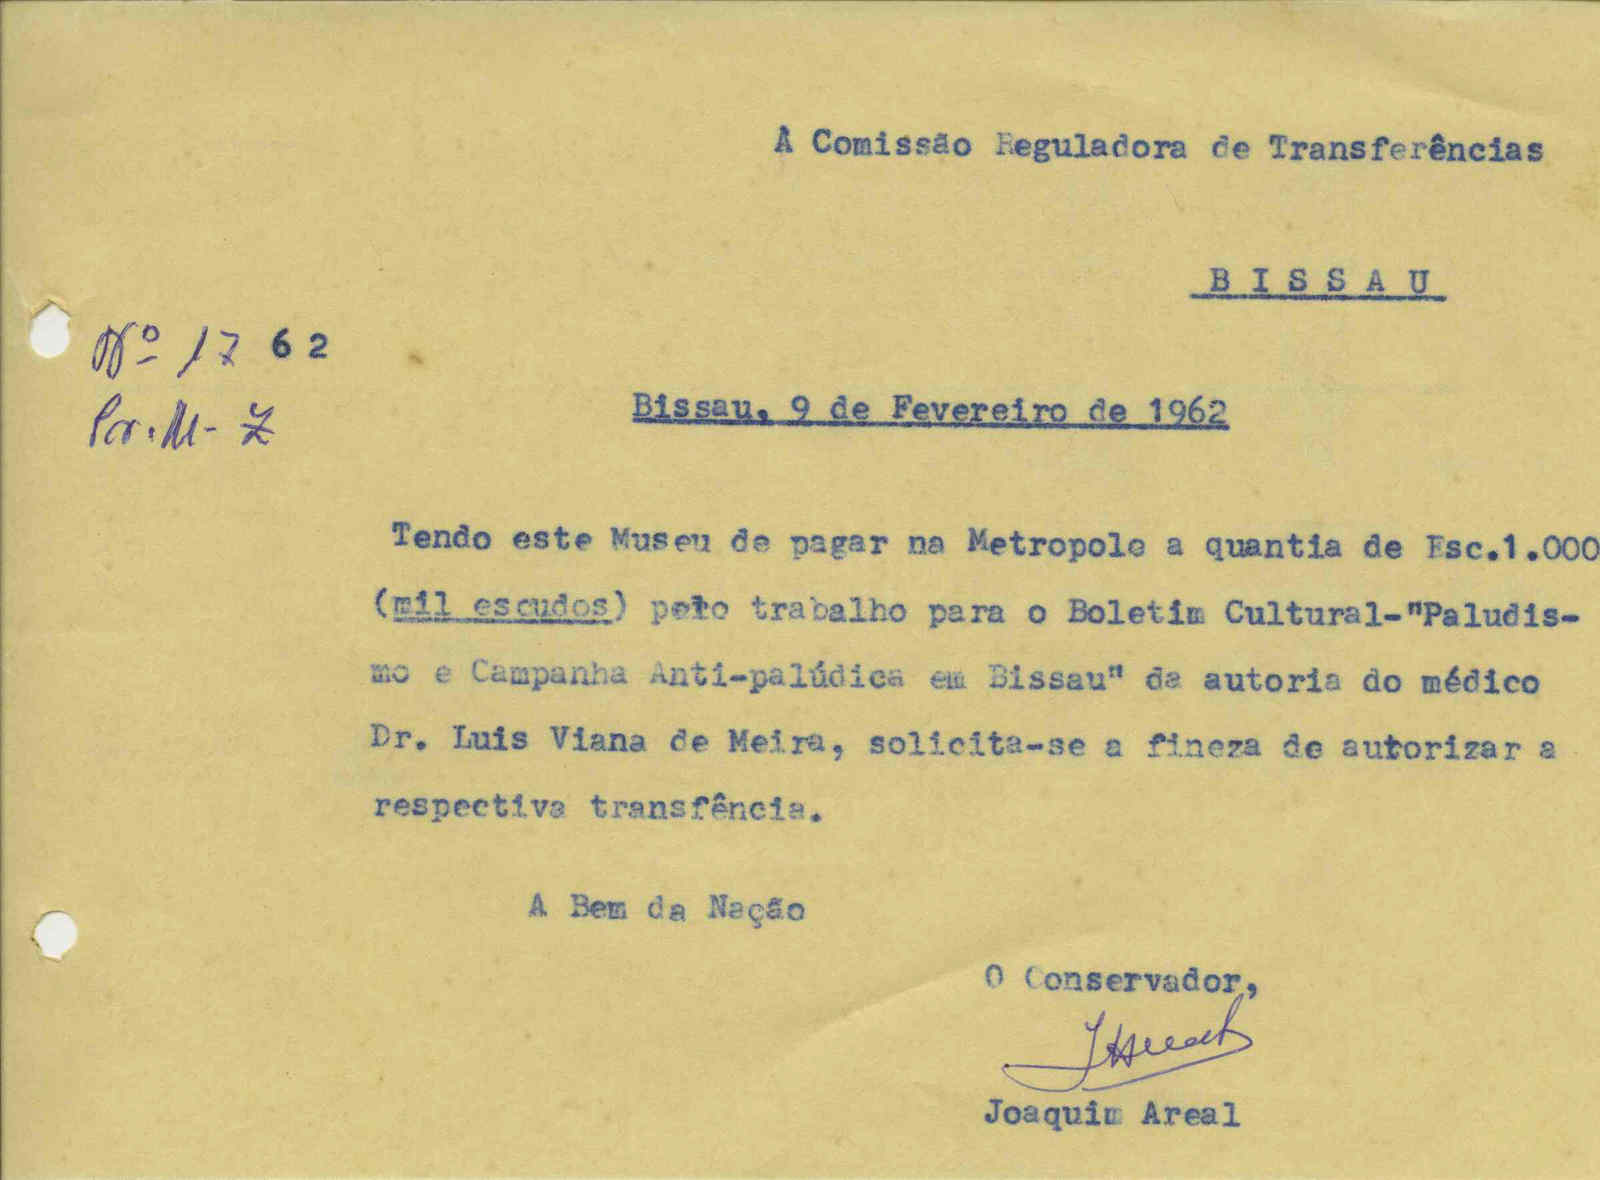 A Comissão Reguladora de Transferências
B I S S A U
Nº 17 62
Bissau, 9 de Fevereiro de 1962
Tendo este Museu de pagar na Metropole a quantia de Esc.1.000
(mil escudos) pelo trabalho para o Boletim Cultural-"Paludis-
mo e Campanha Anti-palúdica em Bissau" da autoria do médico
Dr. Luis Viana de Meira, solicita-se a fineza de autorizar a
respectiva transfência.
A Bem da Nação
O Conservador,
Joaquim Areal